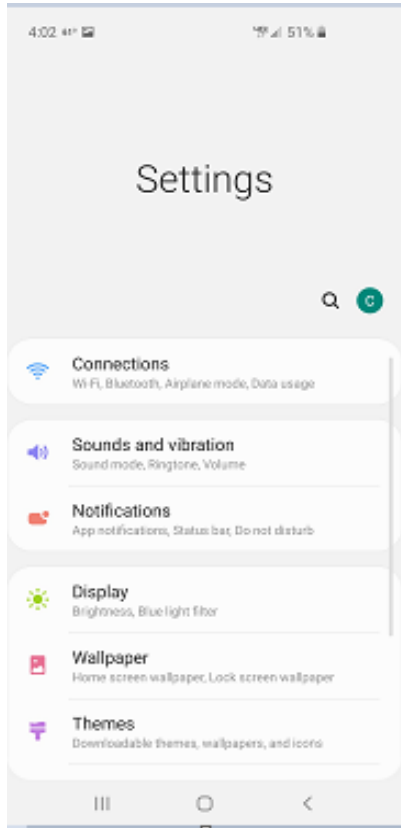 4:02 51%
Settings
C
Connections
Wi-Fi, Bluetooth, Airplane mode, Data usage
Sounds and vibration
Sound mode, Ringtone, Volume
Notifications
App notifications, Status bar, Do not disturb
Display
Brightness, Blue light filter
Wallpaper
Home screen wallpaper, Lock screen wallpaper
Themes
Downloadable themes, wallpapers, and icons